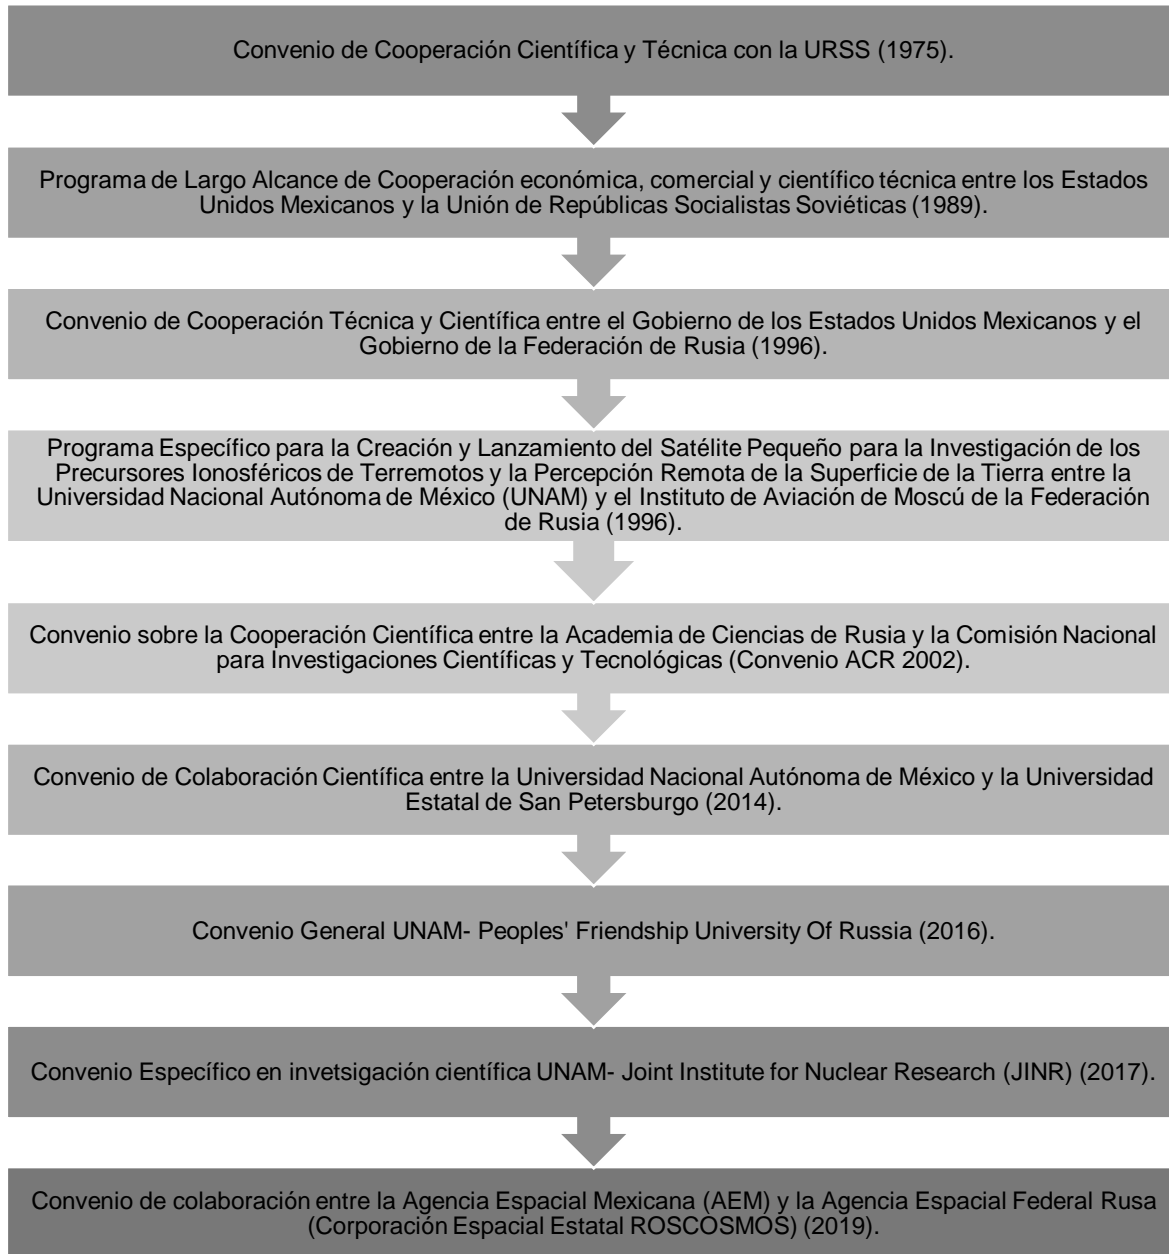 Convenio de Cooperación Científica y Técnica con la URSS (1975).
Programa de Largo Alcance de Cooperación económica, comercial y científico técnica entre los Estados
Unidos Mexicanos y la Unión de Repúblicas Socialistas Soviéticas (1989).
Convenio de Cooperación Técnica y Científica entre el Gobierno de los Estados Unidos Mexicanos y el
Gobierno de la Federación de Rusia (1996).
Programa Específico para la Creación y Lanzamiento del Satélite Pequeño para la Investigación de los
Precursores Ionosféricos de Terremotos y la Percepción Remota de la Superficie de la Tierra entre la
Universidad Nacional Autónoma de México (UNAM) y el Instituto de Aviación de Moscú de la Federación
de Rusia (1996).
Convenio sobre la Cooperación Científica entre la Academia de Ciencias de Rusia y la Comisión Nacional
para Investigaciones Científicas y Tecnológicas (Convenio ACR 2002).
Convenio de Colaboración Científica entre la Universidad Nacional Autónoma de México y la Universidad
Estatal de San Petersburgo (2014).
Convenio General UNAM- Peoples' Friendship University Of Russia (2016).
Convenio Específico en invetsigación científica UNAM- Joint Institute for Nuclear Research (JINR) (2017).
Convenio de colaboración entre la Agencia Espacial Mexicana (AEM) y la Agencia Espacial Federal Rusa
(Corporación Espacial Estatal ROSCOSMOS) (2019).